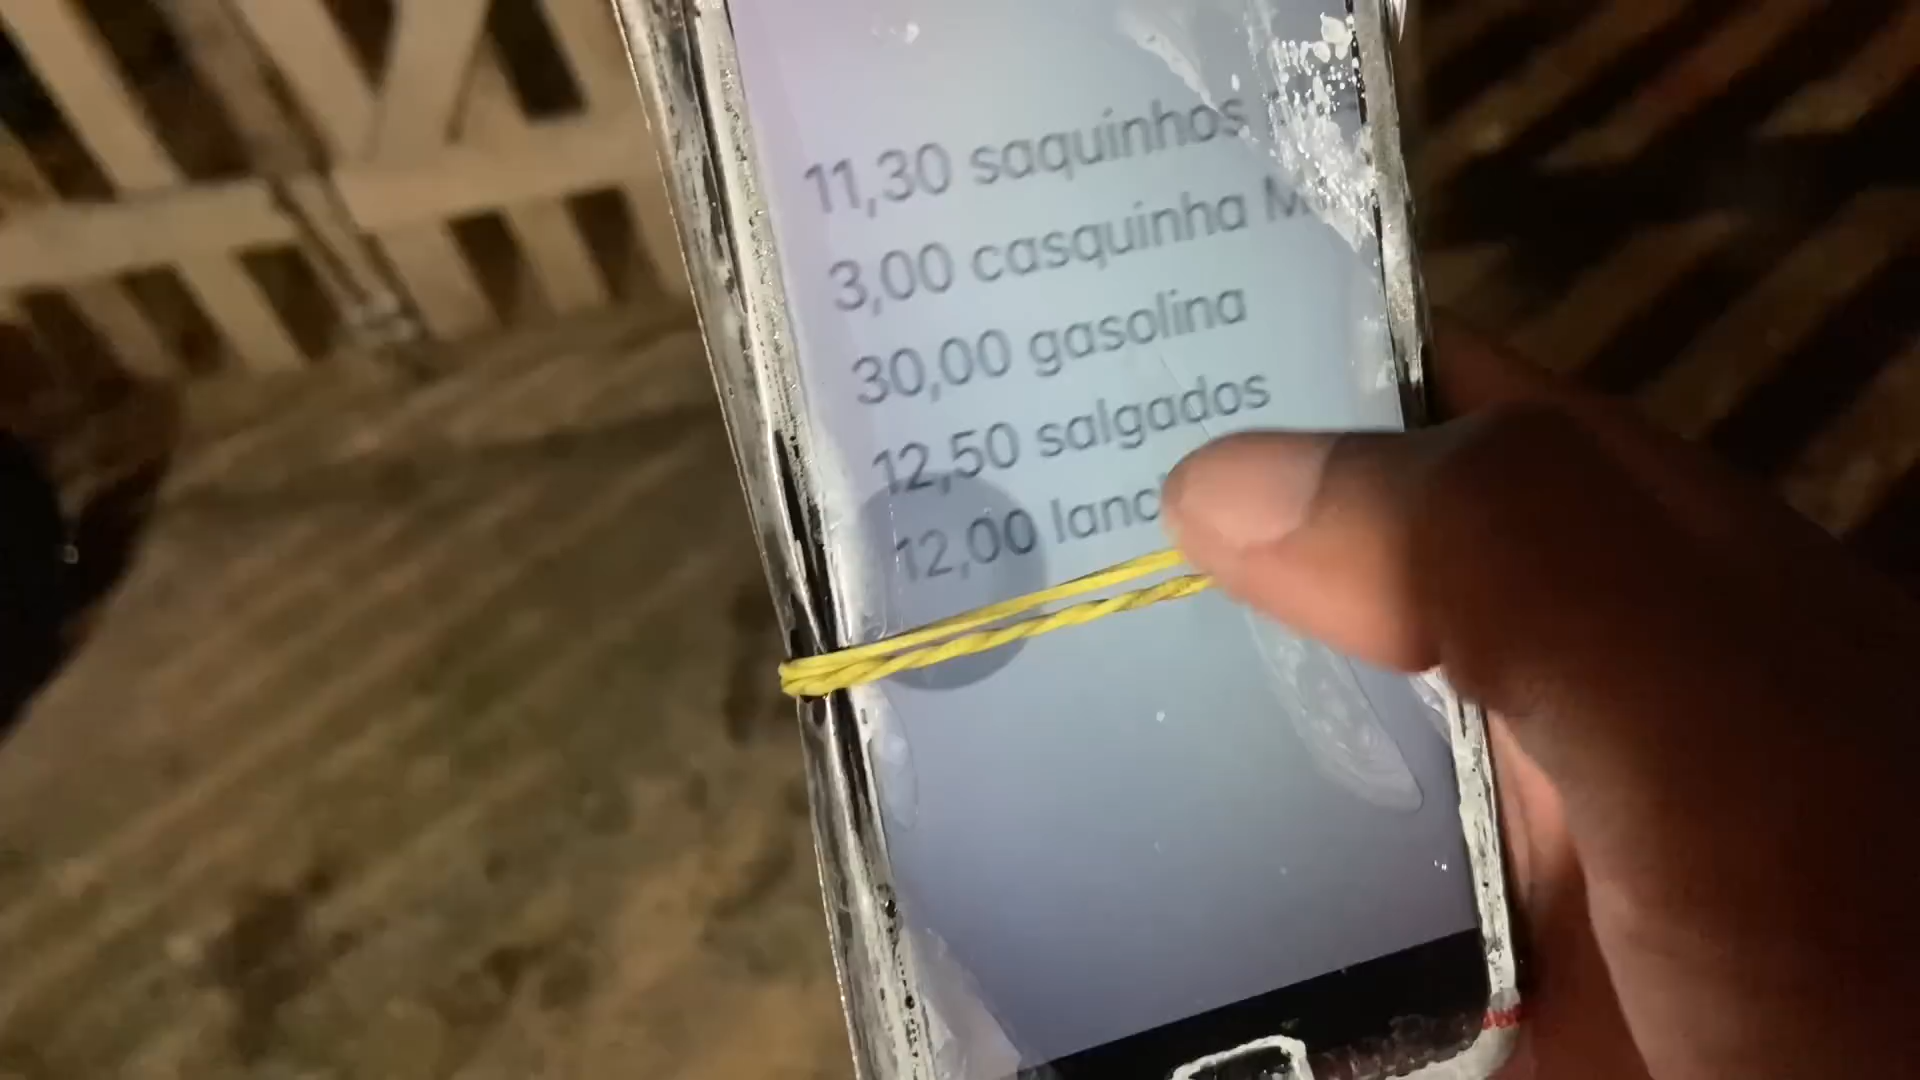 11,30 saquinhos
3,00 casquinha
30,00 gasolina
12,50 salgados
12,00